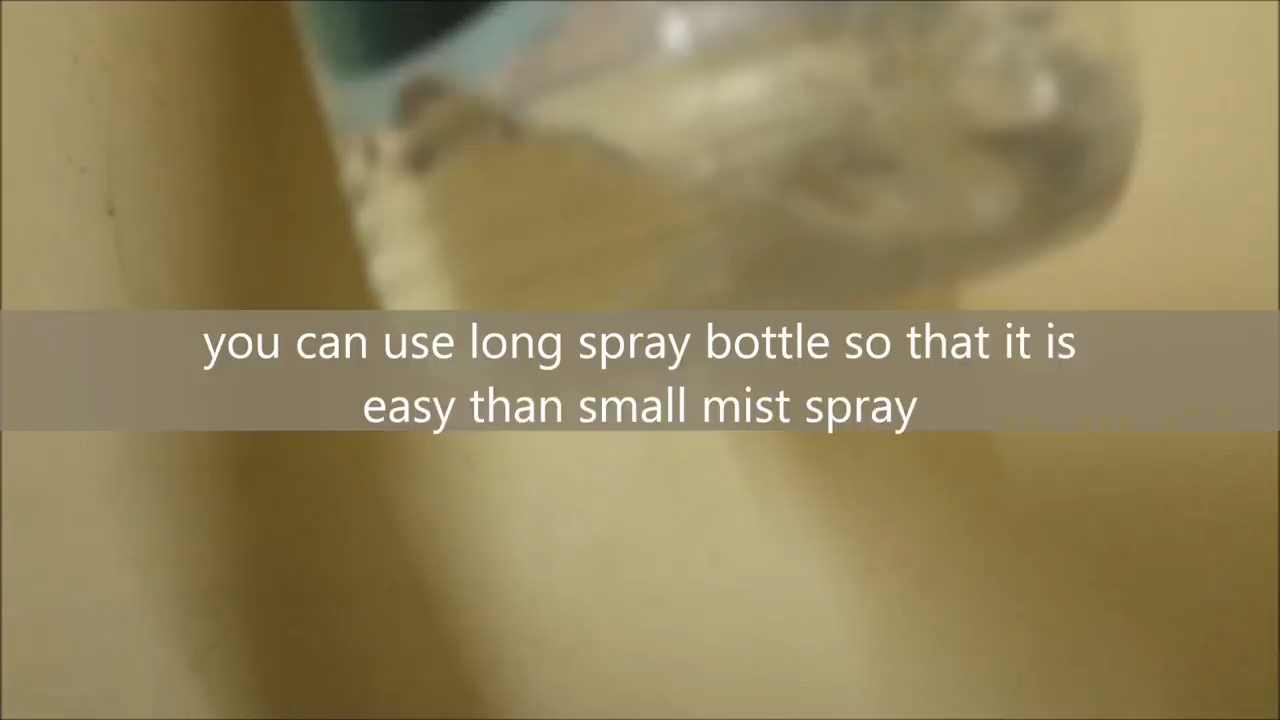 you can use long spray bottle so that it is
easy than small mist spray